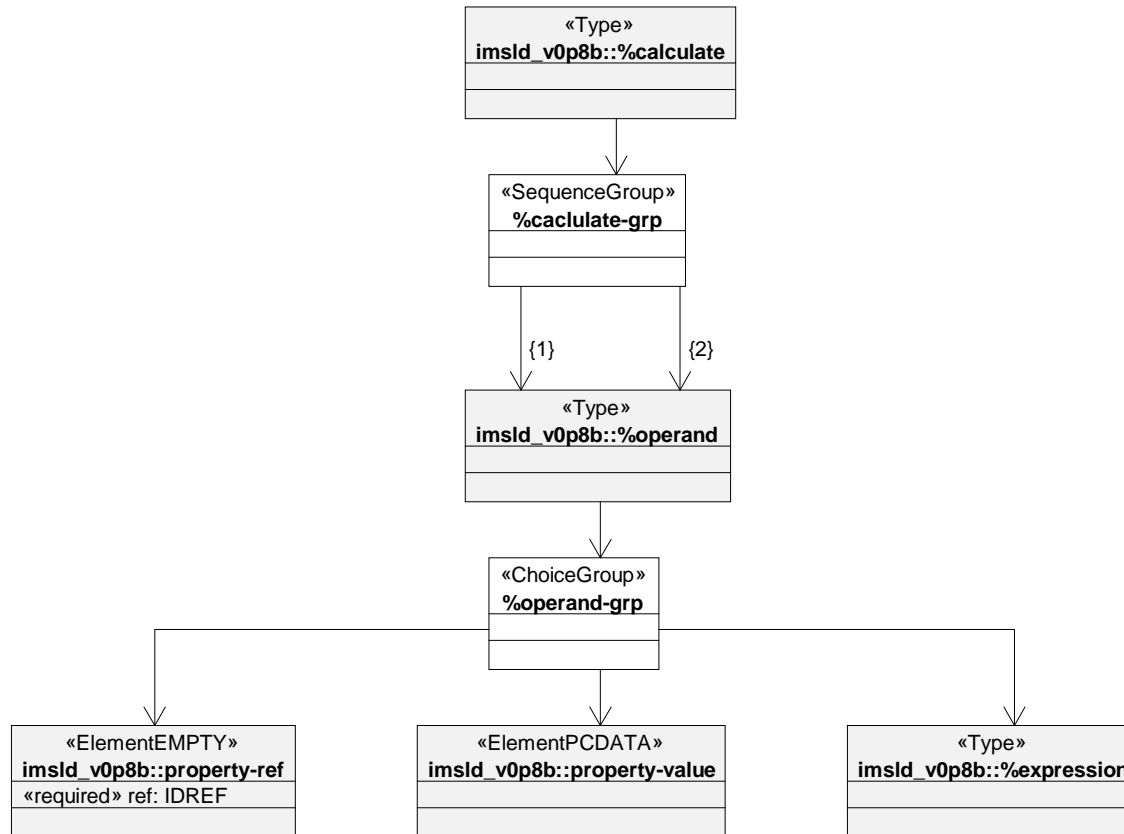 «Type»
imsld_v0p8b::%calculate
«SequenceGroup»
%caclulate-grp
{1}
{2}
«Type»
imsld_v0p8b::%operand
«ChoiceGroup»
%operand-grp
«ElementEMPTY»
imsld_v0p8b::property-ref
«required» ref: IDREF
«ElementPCDATA»
imsld_v0p8b::property-value
«Type»
imsld_v0p8b::%expression